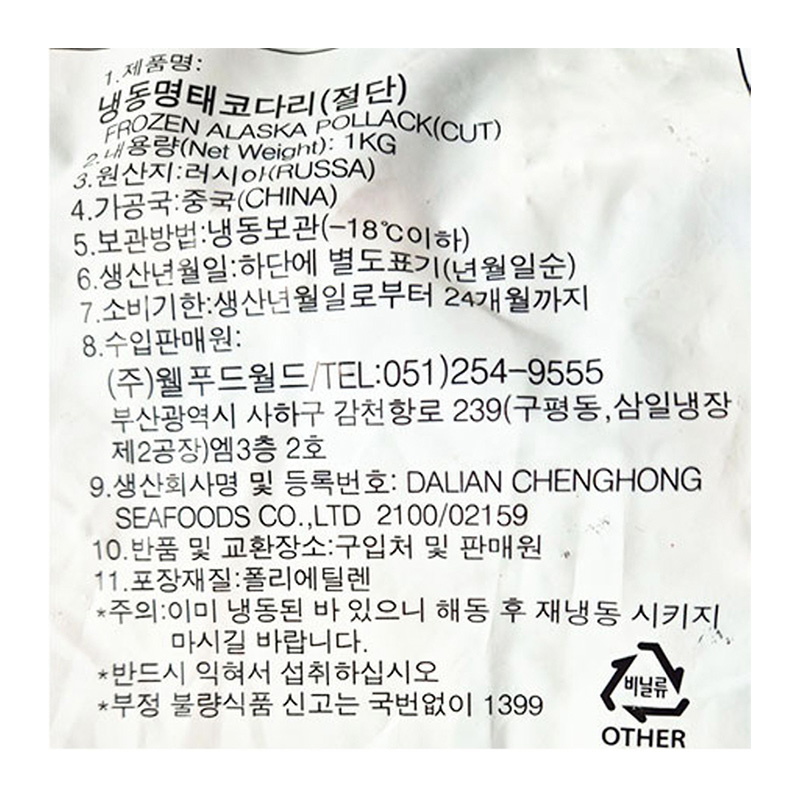 1.제품명:
냉동명태코다리(절단)
FROZEN ALASKA POLLACK(CUT)
2.내용량(Net Weight): 1KG
3.원산지:러시아(RUSSA)
4.가공국:중국(CHINA)
5.보관방법:냉동보관(-18℃이하)
6.생산년월일:하단에 별도표기(년월일순)
7.소비기한:생산년월일로부터 24개월까지
8.수입판매원:
(주)웰푸드월드/TEL:051)254-9555
부산광역시 사하구 감천항로 239(구평동,삼일냉장
제2공장)엠3층 2호
9.생산회사명 및 등록번호: DALIAN CHENGHONG
SEAFOODS CO.,LTD 2100/02159
10.반품 및 교환장소:구입처 및 판매원
11.포장재질:폴리에틸렌
*주의:이미 냉동된 바 있으니 해동 후 재냉동 시키지
마시길 바랍니다.
*반드시 익혀서 섭취하십시오
*부정 불량식품 신고는 국번없이 1399
비닐류
OTHER